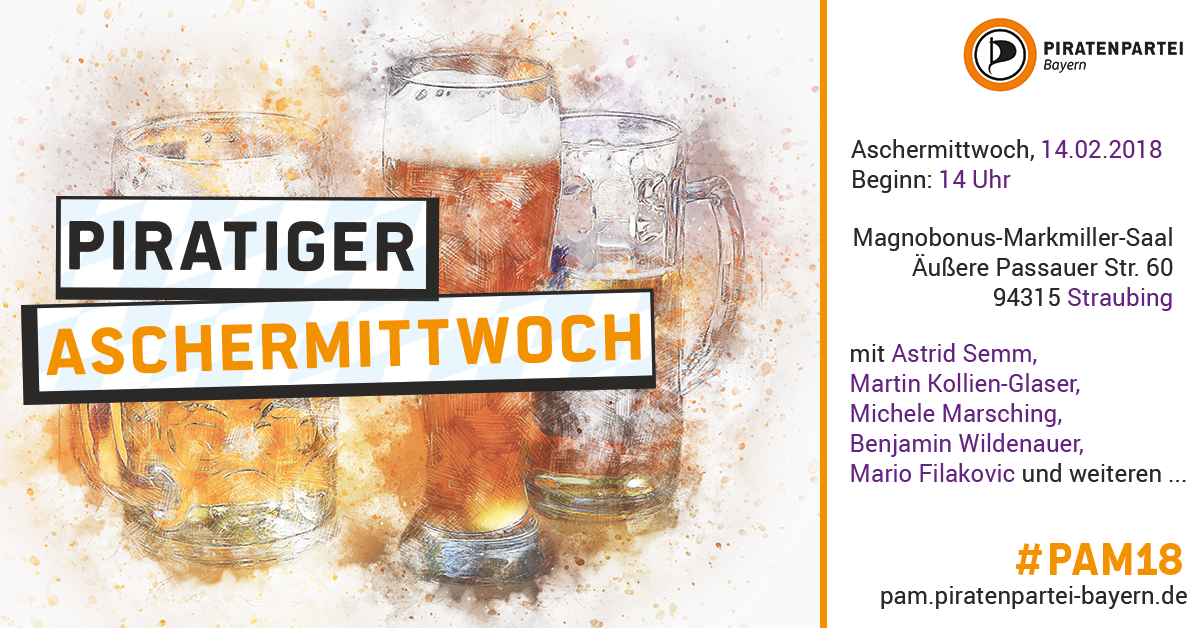 PIRATIGER
ASCHERMITTWOCH
PIRATENPARTEI
Bayern
Aschermittwoch, 14.02.2018
Beginn: 14 Uhr
Magnobonus-Markmiller-Saal
Äußere Passauer Str. 60
94315 Straubing
mit Astrid Semm,
Martin Kollien-Glaser,
Michele Marsching,
Benjamin Wildenauer,
Mario Filakovic und weiteren ...
#PAM18
pam.piratenpartei-bayern.de